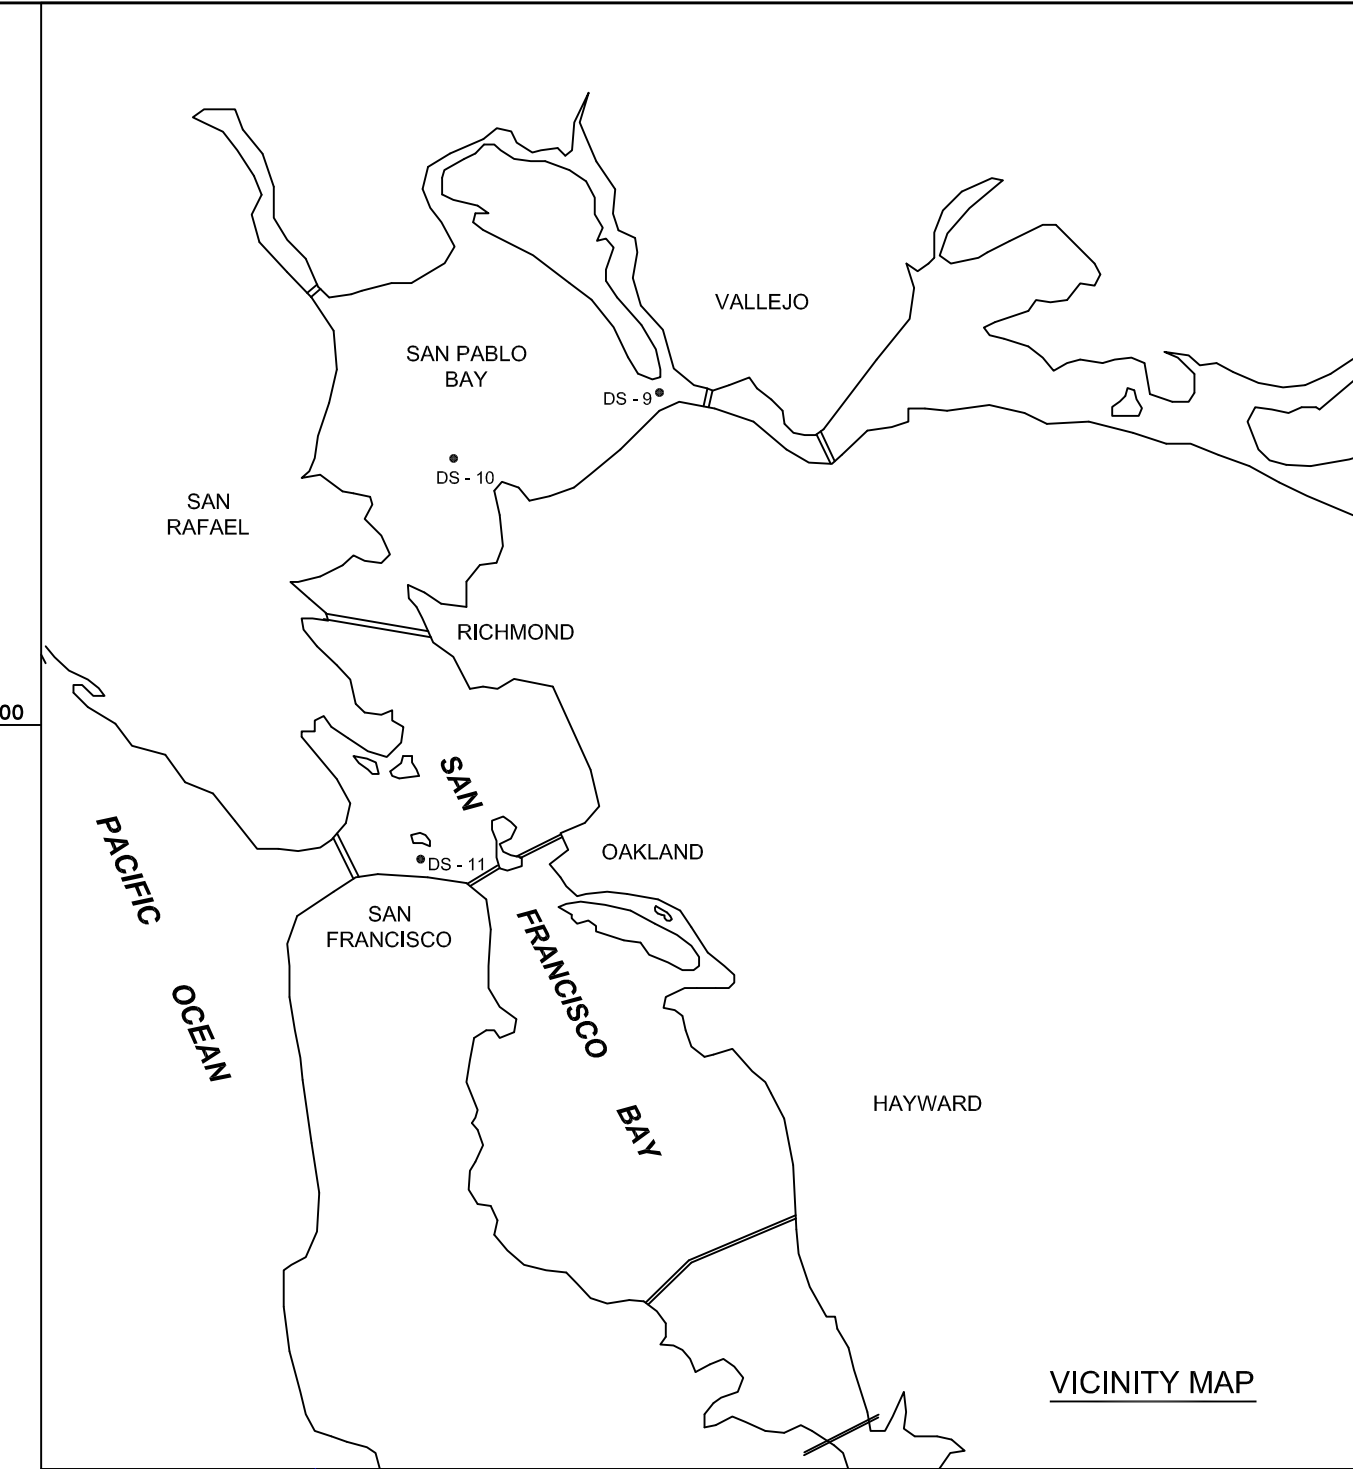 VALLEJO
SAN PABLO
BAY
DS - 9
DS - 10
SAN
RAFAEL
RICHMOND
00
SAN
PACIFIC
OAKLAND
DS - 11
SAN
FRANCISCO
FRANCISCO
OCEAN
HAYWARD
BAY
VICINITY MAP